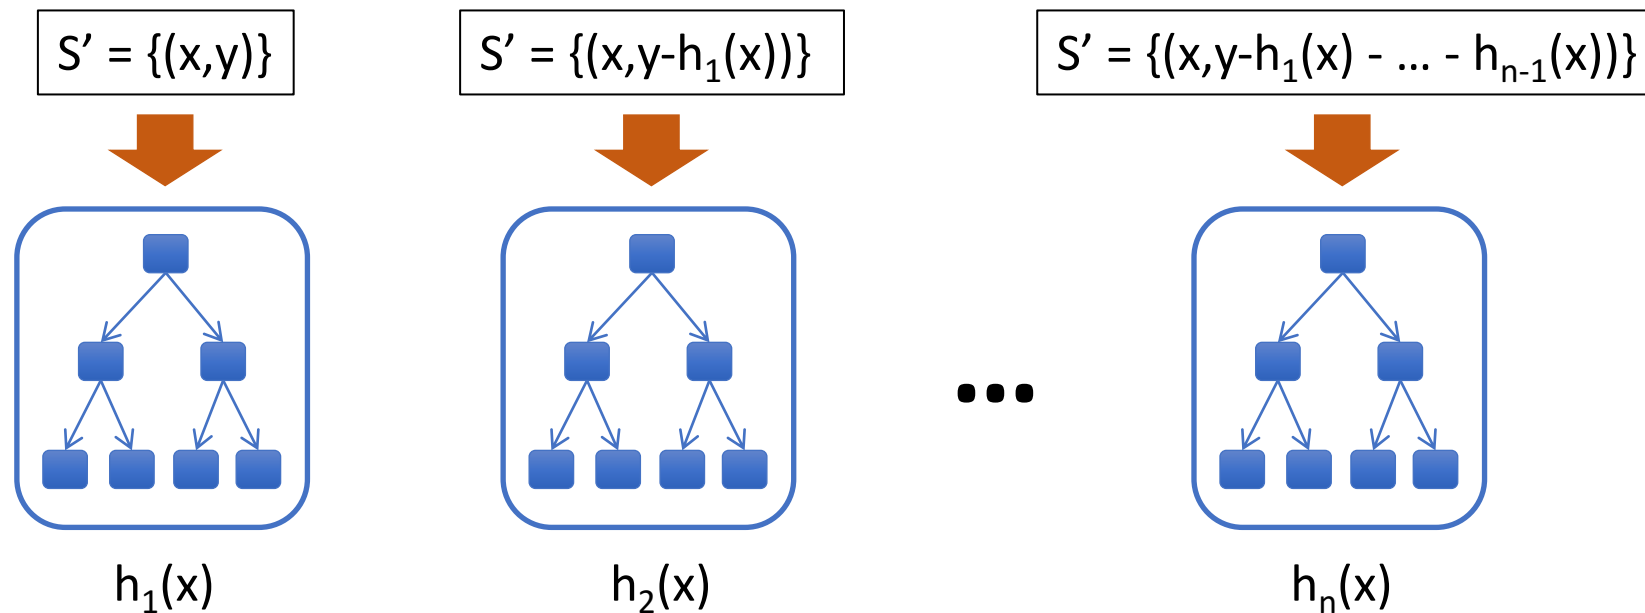 S’ = {(x,y)}
S’ = {(x,y-h₁(x))}
S’ = {(x,y-h₁(x) - … - hₙ₋₁(x))}
...
h₁(x)
h₂(x)
hₙ(x)